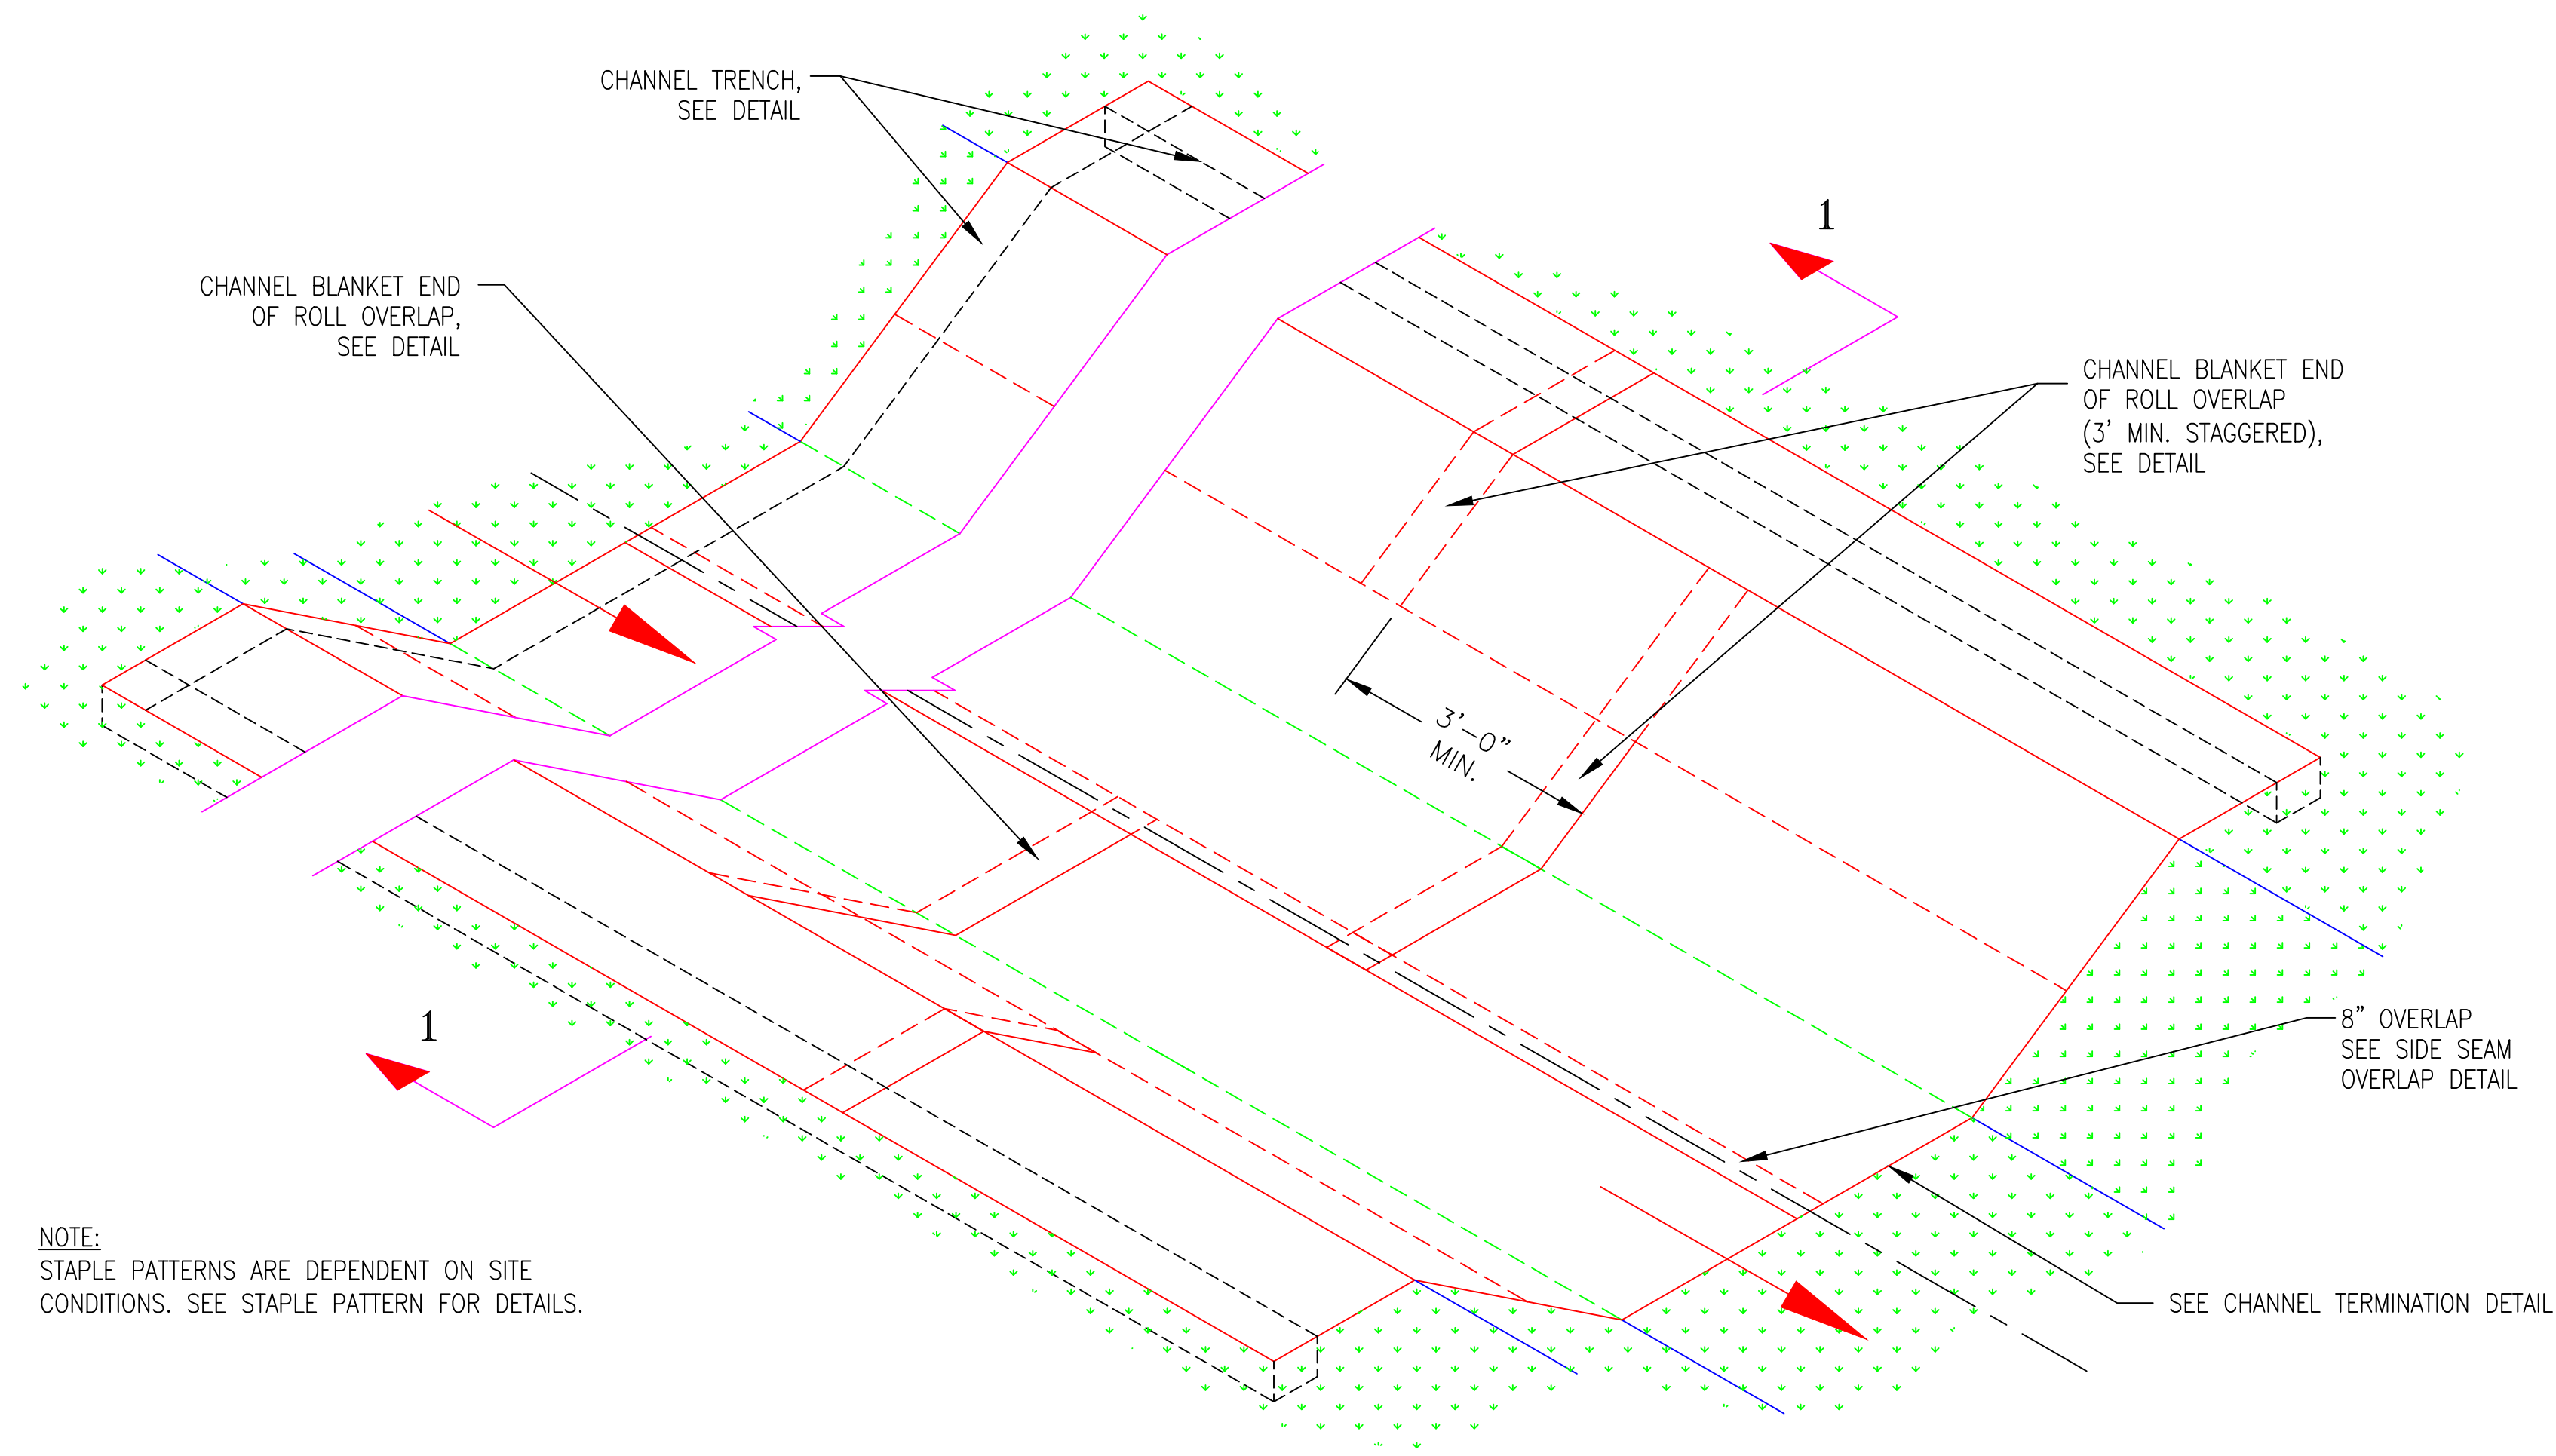 CHANNEL TRENCH,
SEE DETAIL
1
CHANNEL BLANKET END
OF ROLL OVERLAP,
SEE DETAIL
CHANNEL BLANKET END
OF ROLL OVERLAP
(3' MIN. STAGGERED),
SEE DETAIL
3'-0"
MIN.
1
8" OVERLAP
SEE SIDE SEAM
OVERLAP DETAIL
NOTE:
STAPLE PATTERNS ARE DEPENDENT ON SITE
CONDITIONS. SEE STAPLE PATTERN FOR DETAILS.
SEE CHANNEL TERMINATION DETAIL